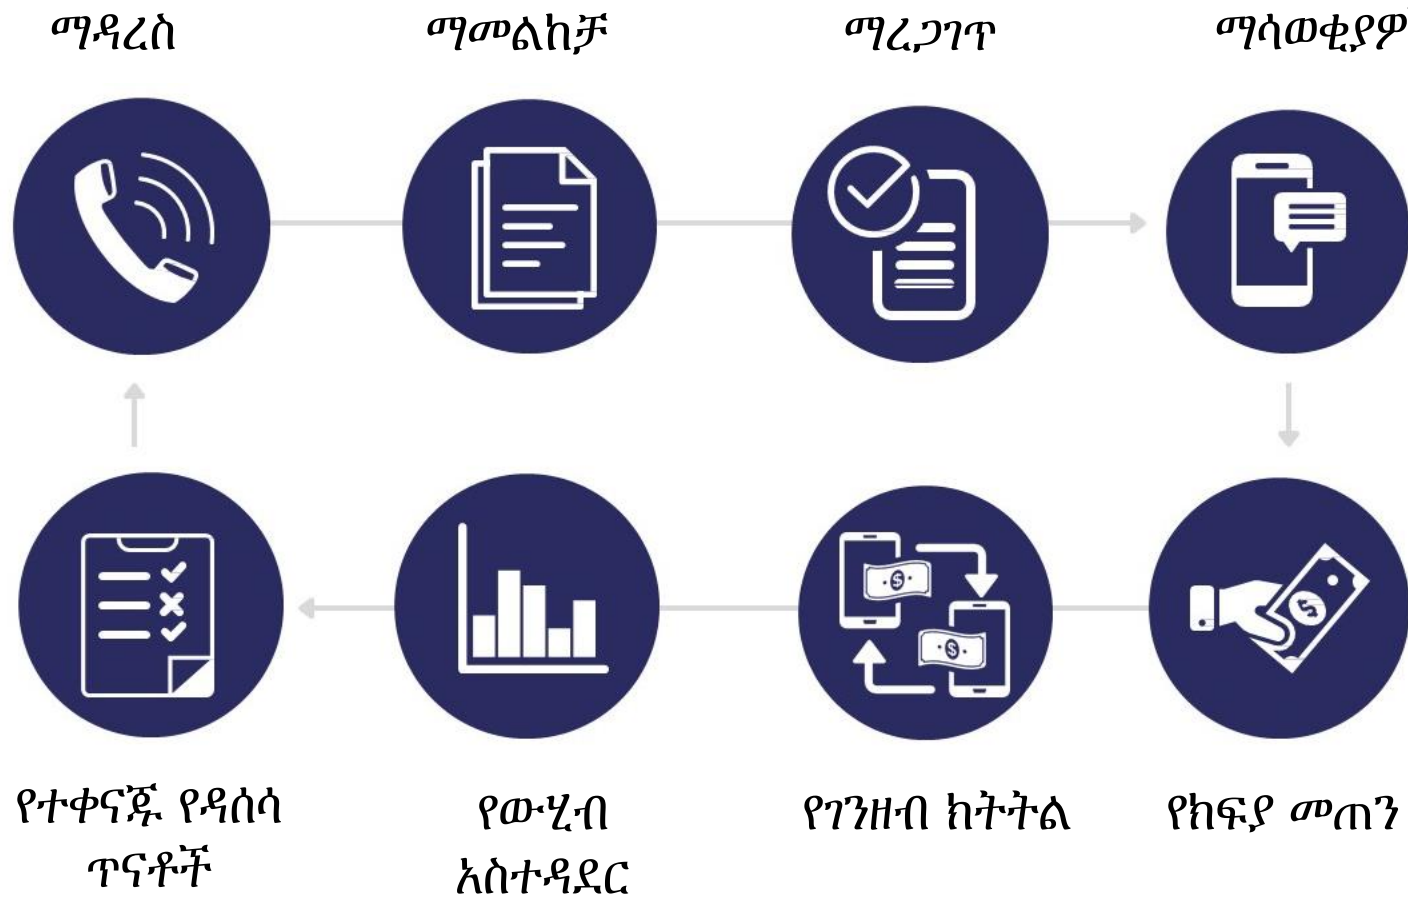 ማዳረስ
ማመልከቻ
ማረጋገጥ
ማሳወቂያዎ
የተቀናጁ የዳሰሳ
ጥናቶች
የውሂብ
አስተዳደር
የገንዘብ ክትትል
የክፍያ መጠን